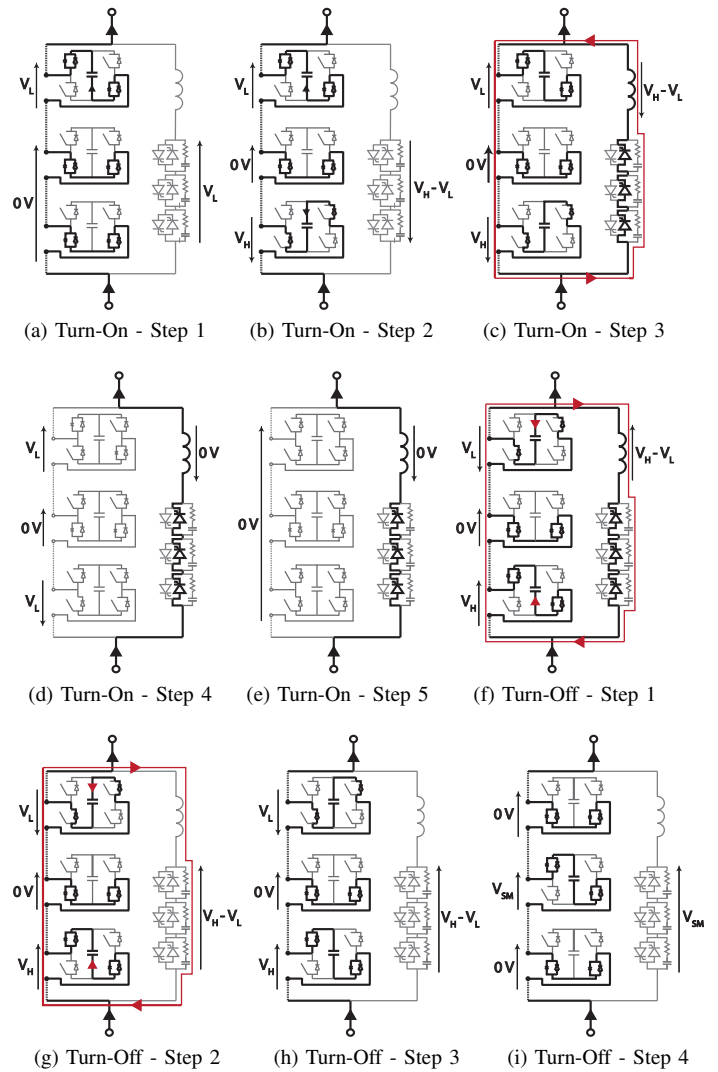 V_L
0V
V_L
(a) Turn-On - Step 1
V_L
0V
V_H
V_H-V_L
(b) Turn-On - Step 2
V_L
0V
V_H
V_H-V_L
(c) Turn-On - Step 3
V_L
0V
V_L
0V
(d) Turn-On - Step 4
0V
0V
(e) Turn-On - Step 5
V_L
0V
V_H
V_H-V_L
(f) Turn-Off - Step 1
V_L
0V
V_H
V_H-V_L
(g) Turn-Off - Step 2
V_L
0V
V_H
V_H-V_L
(h) Turn-Off - Step 3
0V
V_SM
0V
V_SM
(i) Turn-Off - Step 4